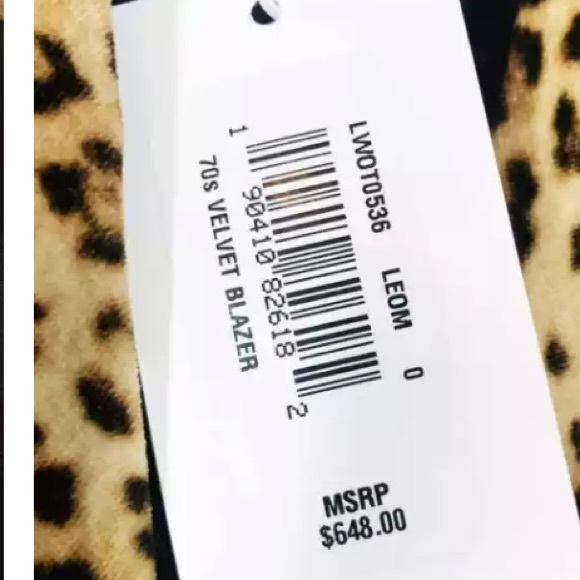 LWOT0536 LEOM 0
1 90410 82618 2
70s VELVET BLAZER
MSRP
$648.00